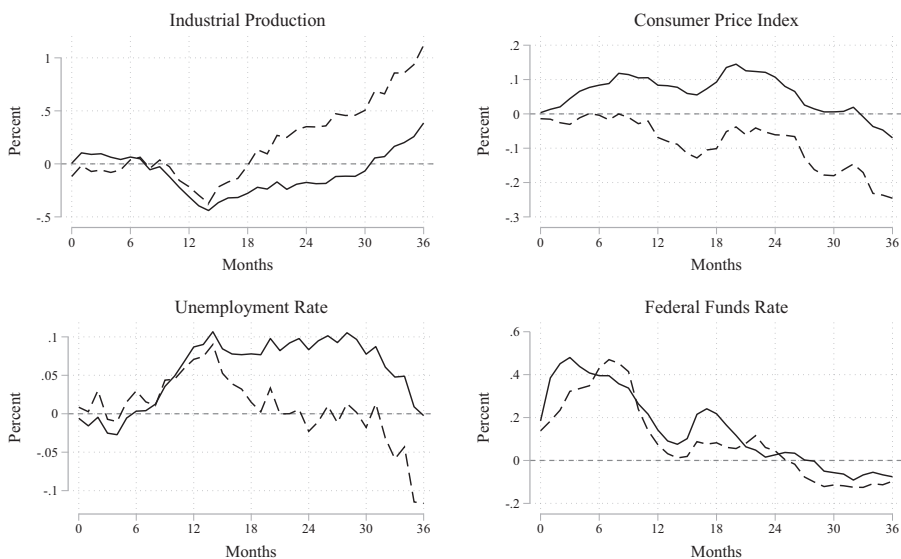 Industrial Production
Percent
1
.5
0
-.5
0 6 12 18 24 30 36
Months
Consumer Price Index
Percent
.2
.1
0
-.1
-.2
-.3
0 6 12 18 24 30 36
Months
Unemployment Rate
Percent
.1
.05
0
-.05
-.1
0 6 12 18 24 30 36
Months
Federal Funds Rate
Percent
.6
.4
.2
0
-.2
0 6 12 18 24 30 36
Months